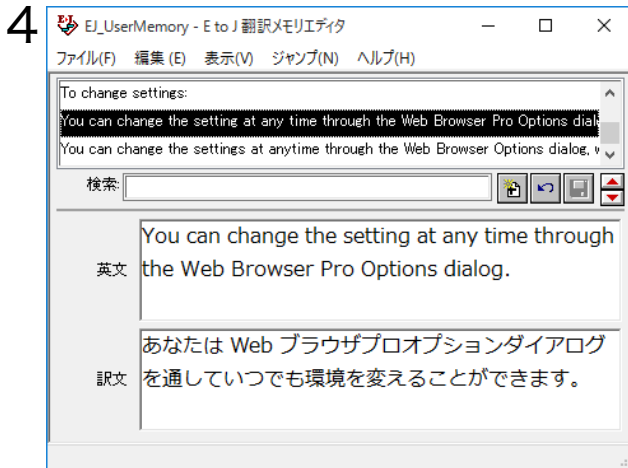 4
EJ_UserMemory - E to J 翻訳メモリエディタ
ファイル(F) 編集(E) 表示(V) ジャンプ(N) ヘルプ(H)
To change settings:
You can change the setting at any time through the Web Browser Pro Options dial
You can change the settings at anytime through the Web Browser Options dialog,
検索:
You can change the setting at any time through
the Web Browser Pro Options dialog.
英文
あなたは Web ブラウザプロオプションダイアログ
を通していつでも環境を変えることができます。
訳文